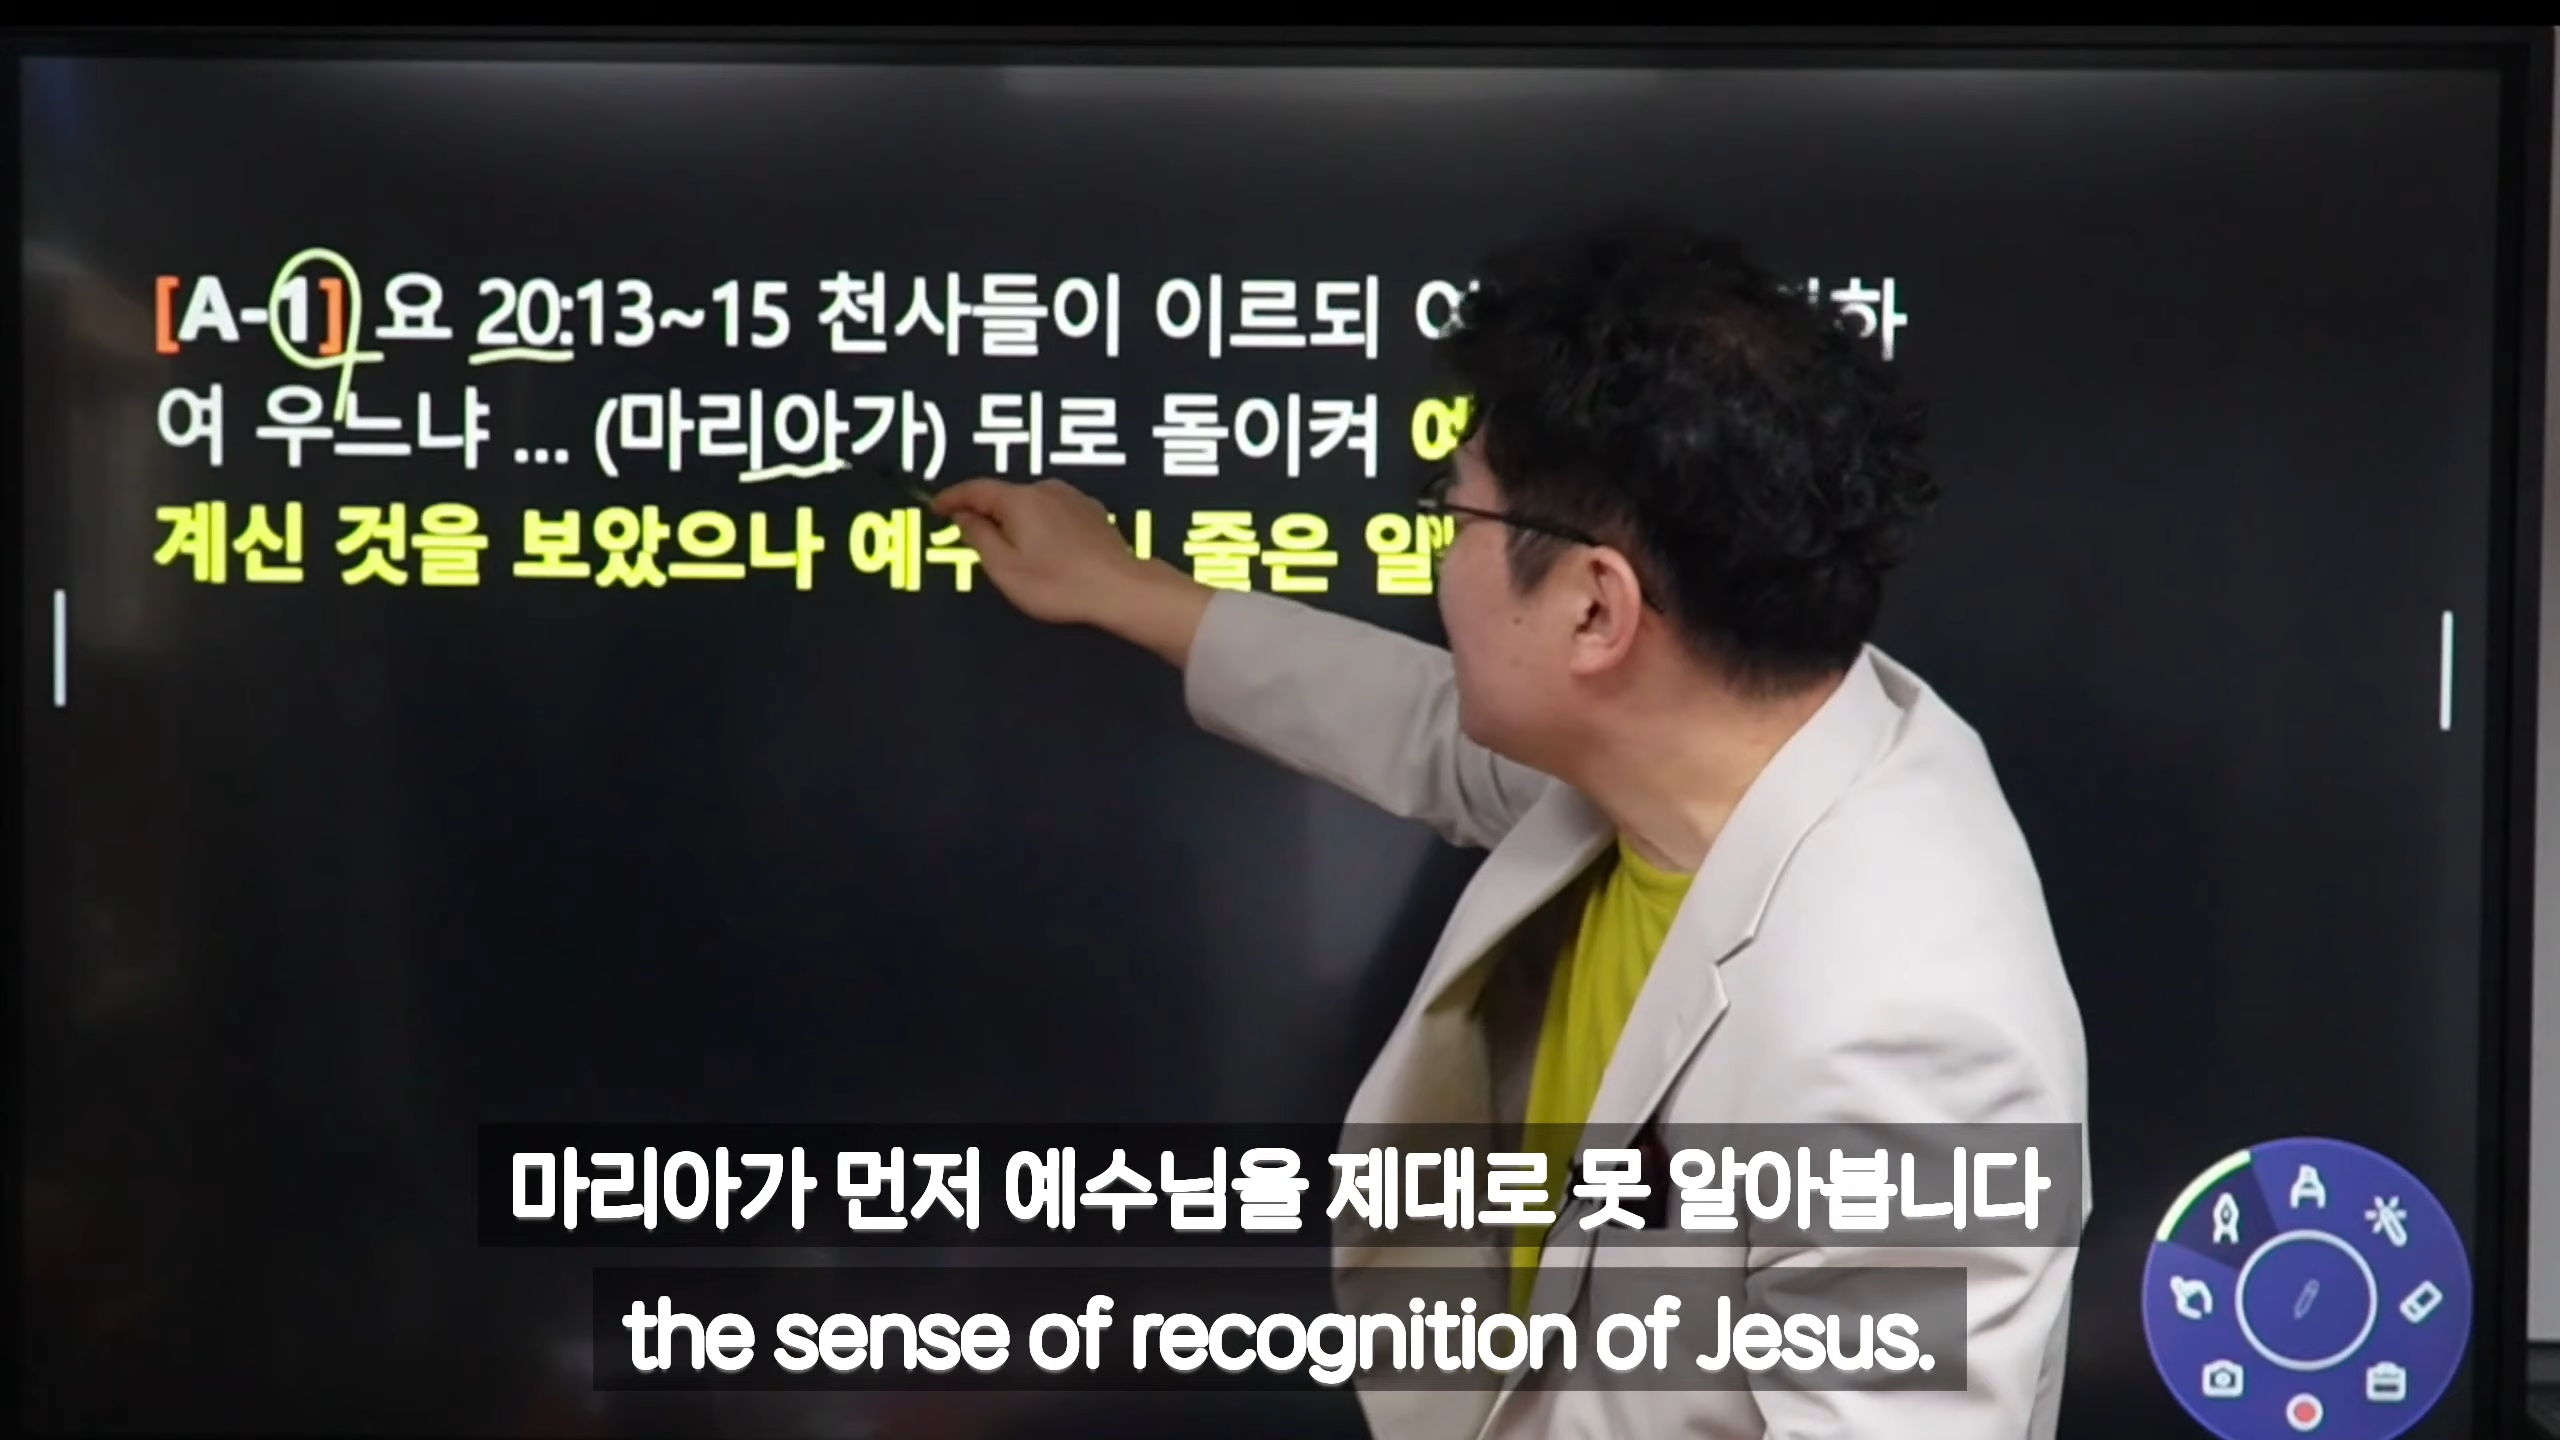 [A-1] 요 20:13~15 천사들이 이르되 하
여 우느냐 ... (마리아가) 뒤로 돌이켜
계신 것을 보았으나 줄은
마리아가 먼저 예수님을 제대로 못 알아봅니다
the sense of recognition of Jesus.